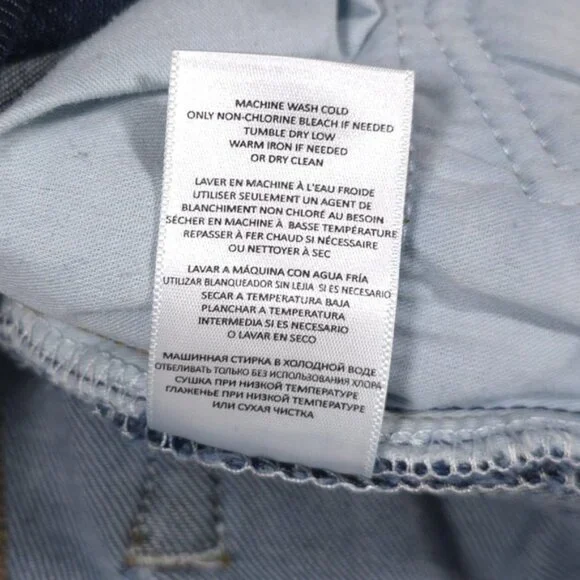 MACHINE WASH COLD
ONLY NON-CHLORINE BLEACH IF NEEDED
TUMBLE DRY LOW
WARM IRON IF NEEDED
OR DRY CLEAN
LAVER EN MACHINE À L'EAU FROIDE
UTILISER SEULEMENT UN AGENT DE
BLANCHIMENT NON CHLORÉ AU BESOIN
SÉCHER EN MACHINE À BASSE TEMPÉRATURE
REPASSER À FER CHAUD SI NÉCESSAIRE
OU NETTOYER À SEC
LAVAR A MÁQUINA CON AGUA FRÍA
UTILIZAR BLANQUEADOR SIN LEJIA SI ES NECESARIO
SECAR A TEMPERATURA BAJA
PLANCHAR A TEMPERATURA
INTERMEDIA SI ES NECESARIO
O LAVAR EN SECO
МАШИННАЯ СТИРКА В ХОЛОДНОЙ ВОДЕ
ОТБЕЛИВАТЬ ТОЛЬКО БЕЗ ИСПОЛЬЗОВАНИЯ ХЛОРА
СУШКА ПРИ НИЗКОЙ ТЕМПЕРАТУРЕ
ГЛАЖЕНЬЕ ПРИ НИЗКОЙ ТЕМПЕРАТУРЕ
ИЛИ СУХАЯ ЧИСТКА